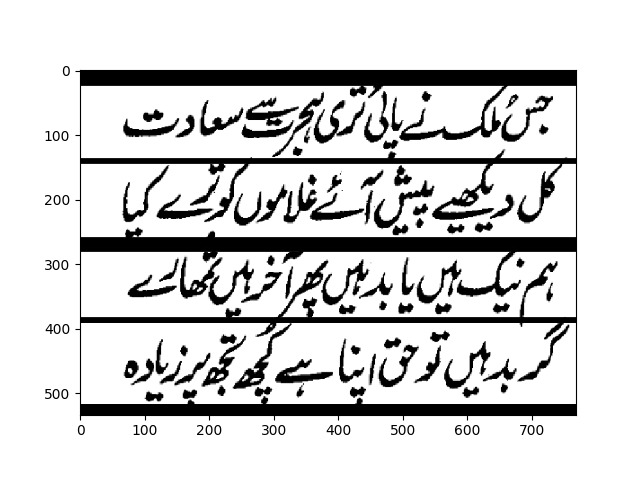 جس ملک نے پائی تری ہجرت سے سعادت
کل دیکھیے پیش آئے غلاموں کو ترے کیا
ہم نیک ہیں یا بد ہیں پھر آخر ہیں تمھارے
گر بد ہیں تو حق اپنا ہے کچھ تجھ پر زیادہ
0
100
200
300
400
500
0 100 200 300 400 500 600 700